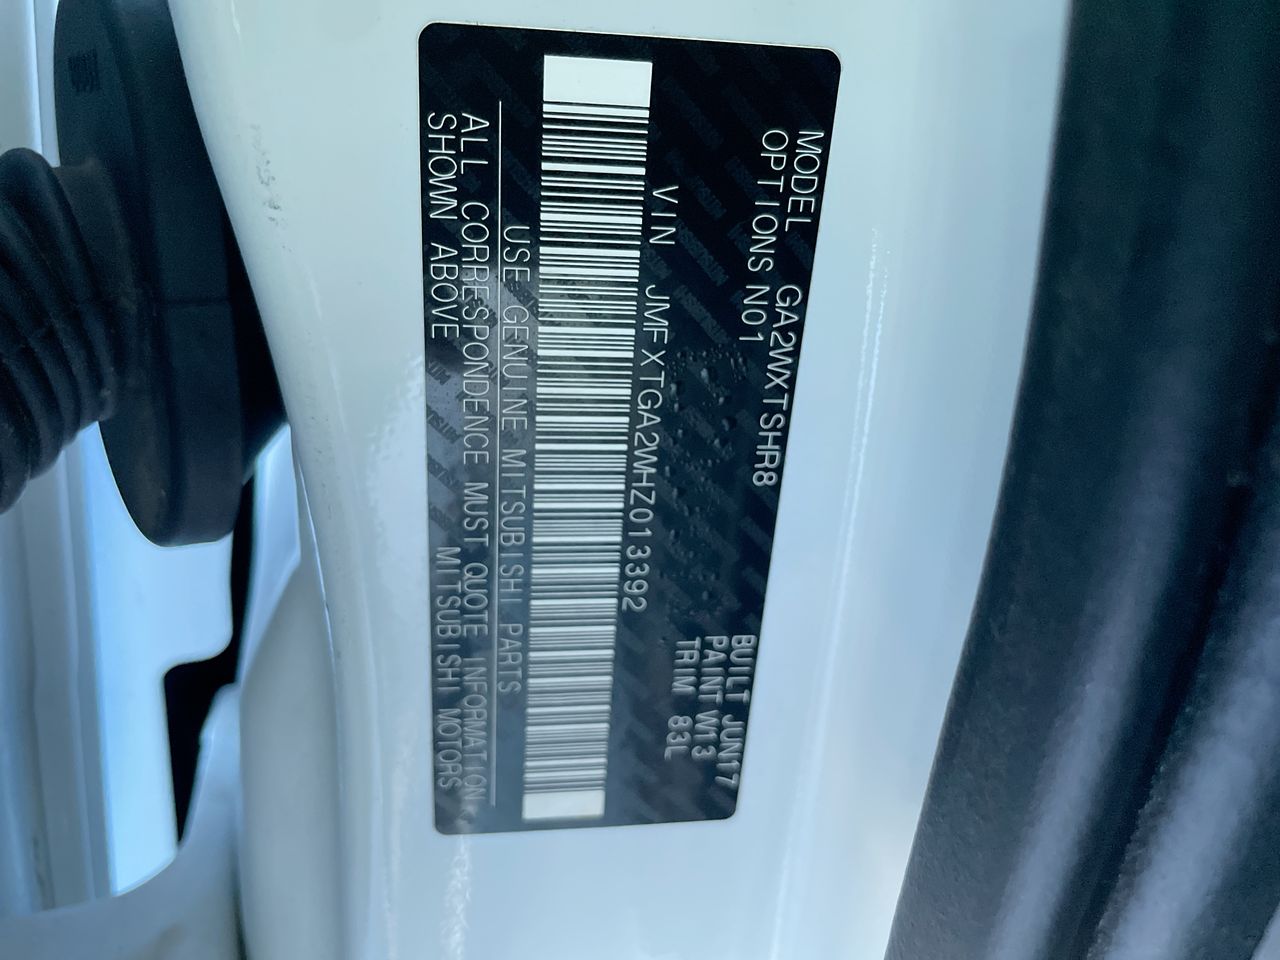 MODEL GA2WXTSHR8
OPTIONS N01
BUILT JUN17
PAINT W13
TRIM 83L
VIN JMFXTGA2WHZ013392
USE GENUINE MITSUBISHI PARTS
ALL CORRESPONDENCE MUST QUOTE INFORMATION
SHOWN ABOVE
MITSUBISHI MOTORS